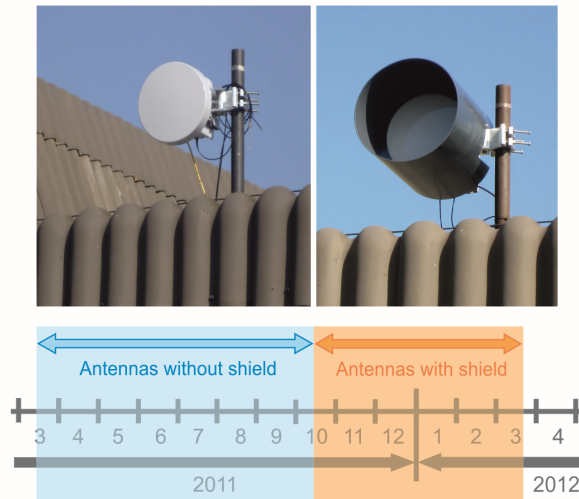 Antennas without shield
Antennas with shield
3 4 5 6 7 8 9 10 11 12 1 2 3 4
2011
2012